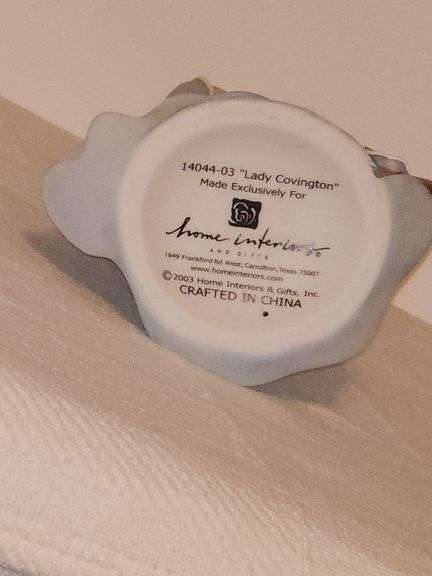 14044-03 "Lady Covington"
Made Exclusively For
home interiors®
AND GIFTS
1649 Frankford Rd West, Carrollton, Texas 75007
www.homeinteriors.com
©2003 Home Interiors & Gifts, Inc.
CRAFTED IN CHINA